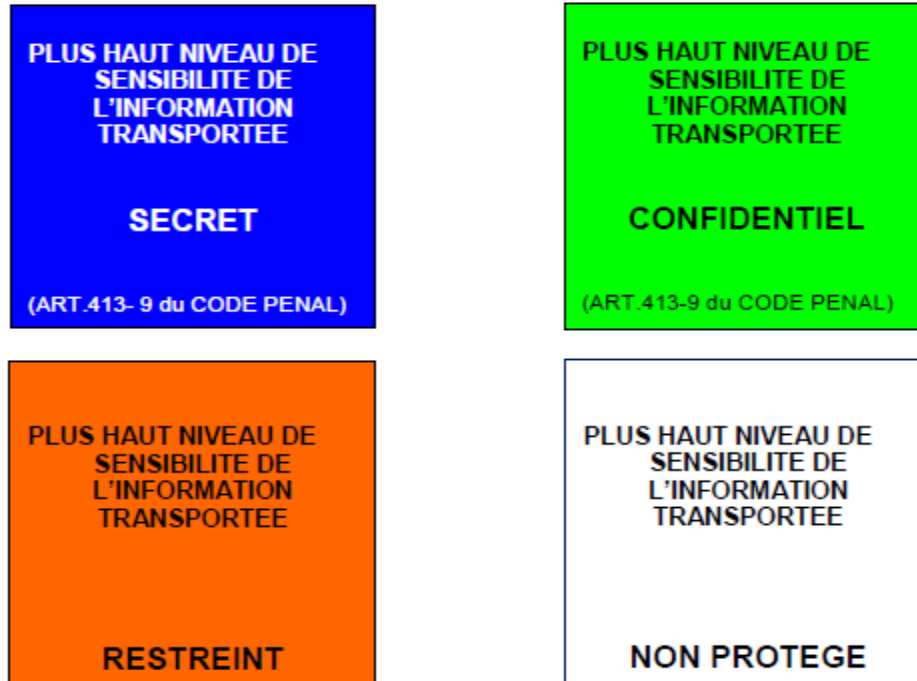 PLUS HAUT NIVEAU DE
SENSIBILITE DE
L'INFORMATION
TRANSPORTEE
SECRET
(ART.413- 9 du CODE PENAL)
PLUS HAUT NIVEAU DE
SENSIBILITE DE
L'INFORMATION
TRANSPORTEE
CONFIDENTIEL
(ART.413-9 du CODE PENAL)
PLUS HAUT NIVEAU DE
SENSIBILITE DE
L'INFORMATION
TRANSPORTEE
RESTREINT
PLUS HAUT NIVEAU DE
SENSIBILITE DE
L'INFORMATION
TRANSPORTEE
NON PROTEGE